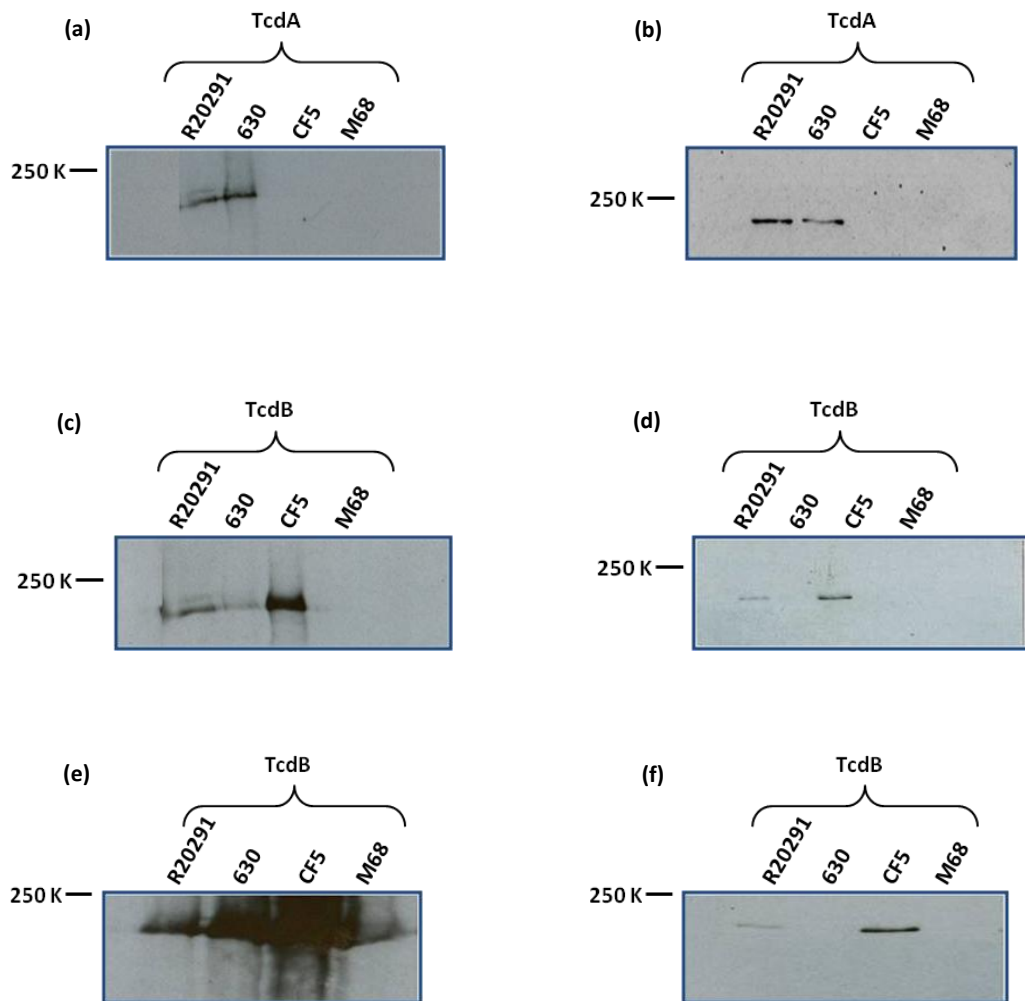 (a)
TcdA
R20291 630 CF5 M68
250 K
(b)
TcdA
R20291 630 CF5 M68
250 K
(c)
TcdB
R20291 630 CF5 M68
250 K
(d)
TcdB
R20291 630 CF5 M68
250 K
(e)
TcdB
R20291 630 CF5 M68
250 K
(f)
TcdB
R20291 630 CF5 M68
250 K